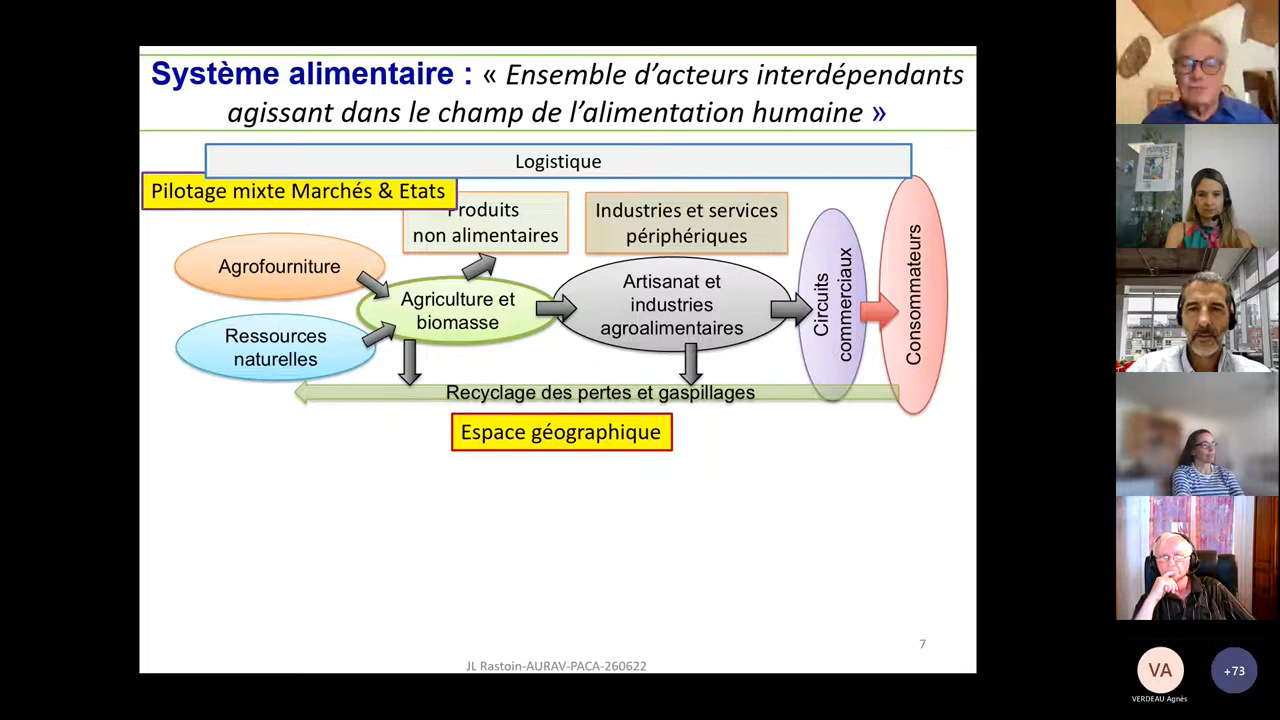 Système alimentaire : « Ensemble d’acteurs interdépendants
agissant dans le champ de l’alimentation humaine »
Logistique
Pilotage mixte Marchés & Etats
Produits
non alimentaires
Industries et services
périphériques
Agrofourniture
Ressources
naturelles
Agriculture et
biomasse
Artisanat et
industries
agroalimentaires
Circuits
commerciaux
Consommateurs
Recyclage des pertes et gaspillages
Espace géographique
7
JL Rastoin-AURAV-PACA-260622
VA
VERDEAU Agnès
+73